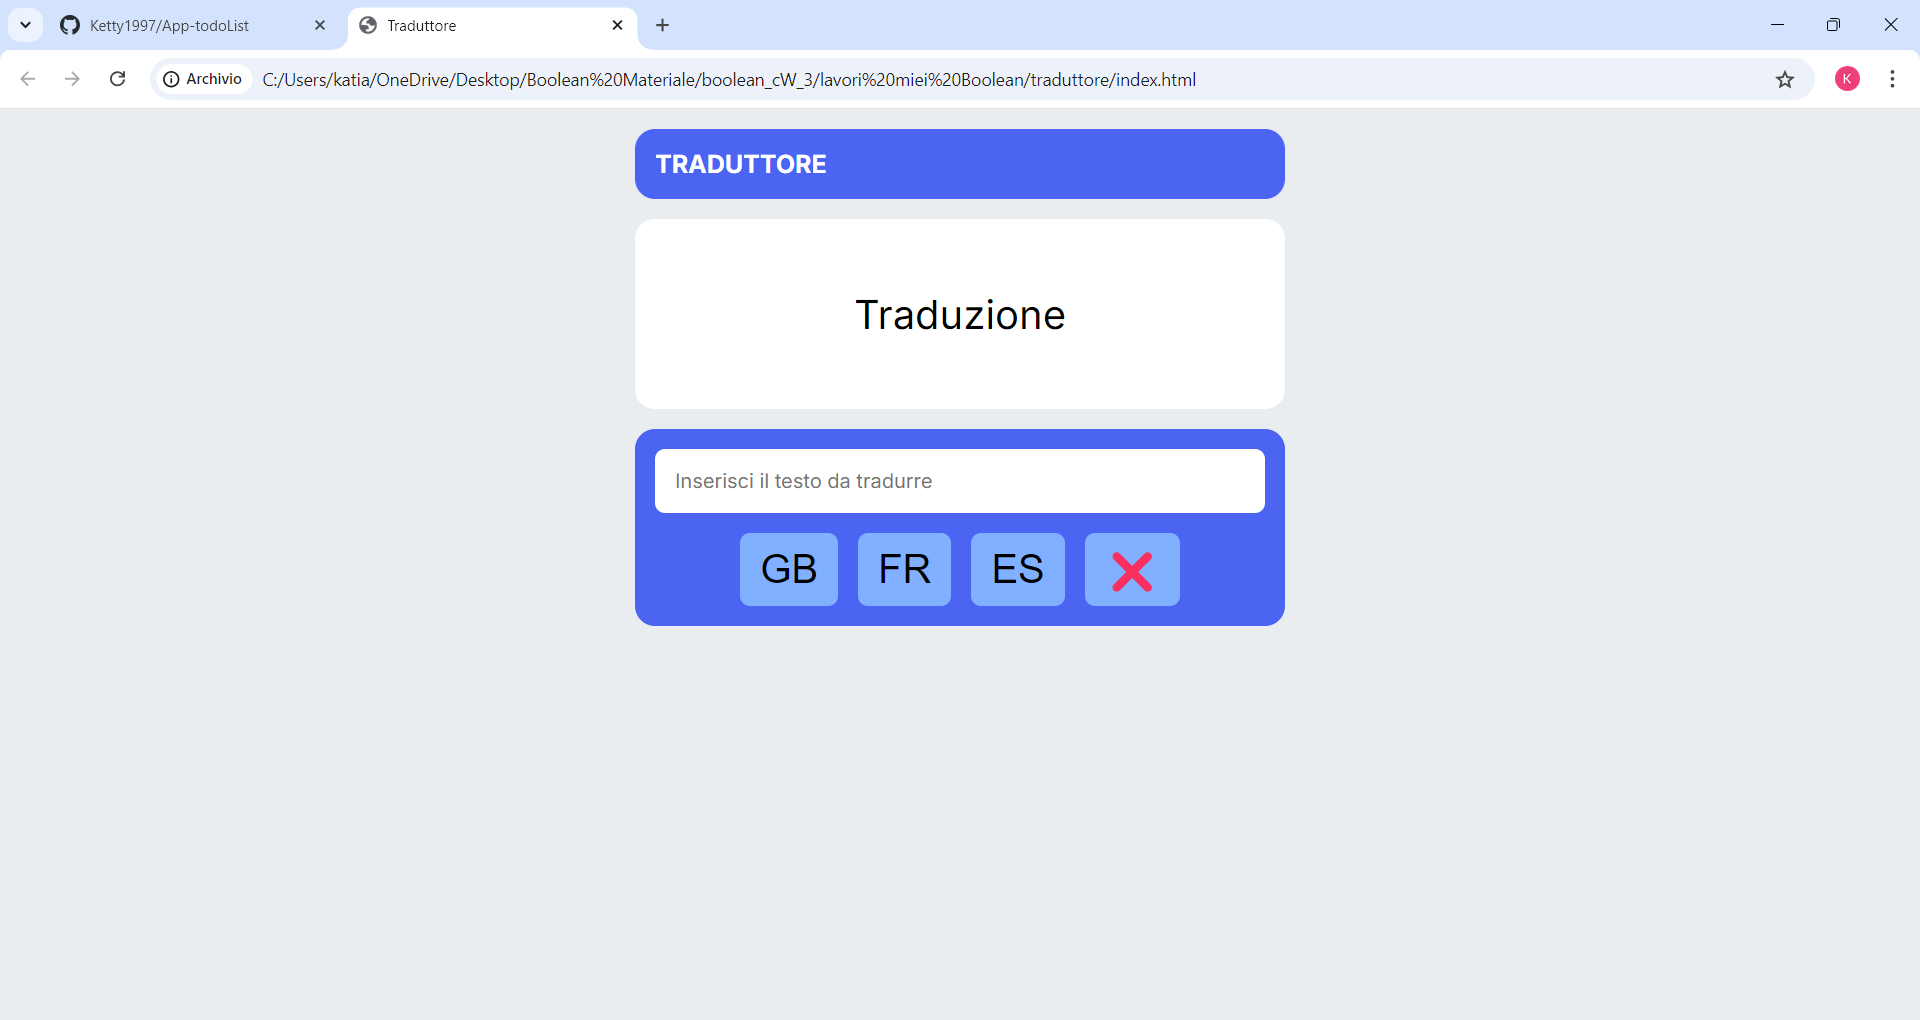 Ketty1997/App-todoList
Traduttore
Archivio C:/Users/katia/OneDrive/Desktop/Boolean%20Materiale/boolean_cW_3/lavori%20miei%20Boolean/traduttore/index.html
K
TRADUTTORE
Traduzione
Inserisci il testo da tradurre
GB FR ES